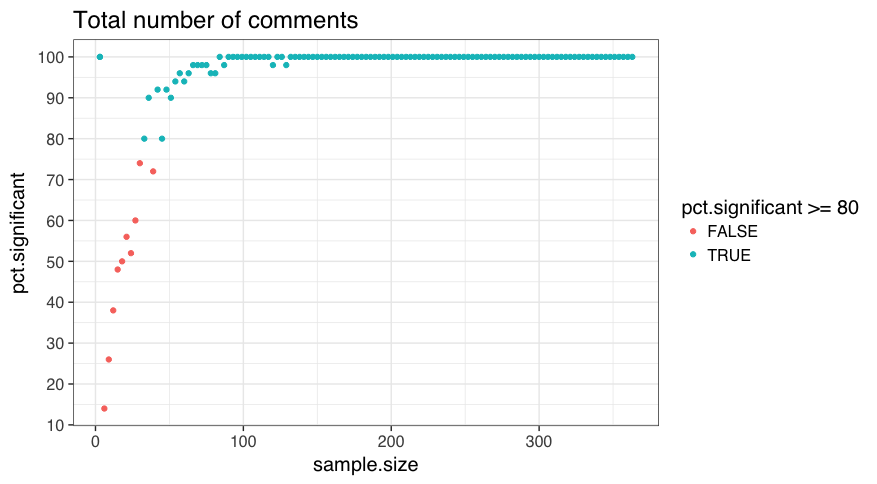 Total number of comments
100
90
80
70
60
50
40
30
20
10
pct.significant
0
100
200
300
sample.size
pct.significant >= 80
FALSE
TRUE